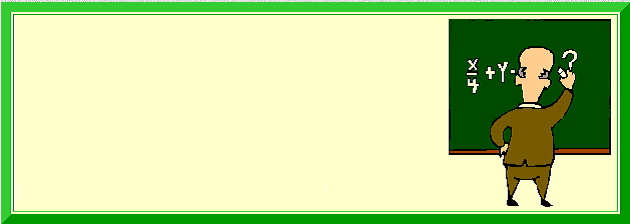 x/4 + Y - ?